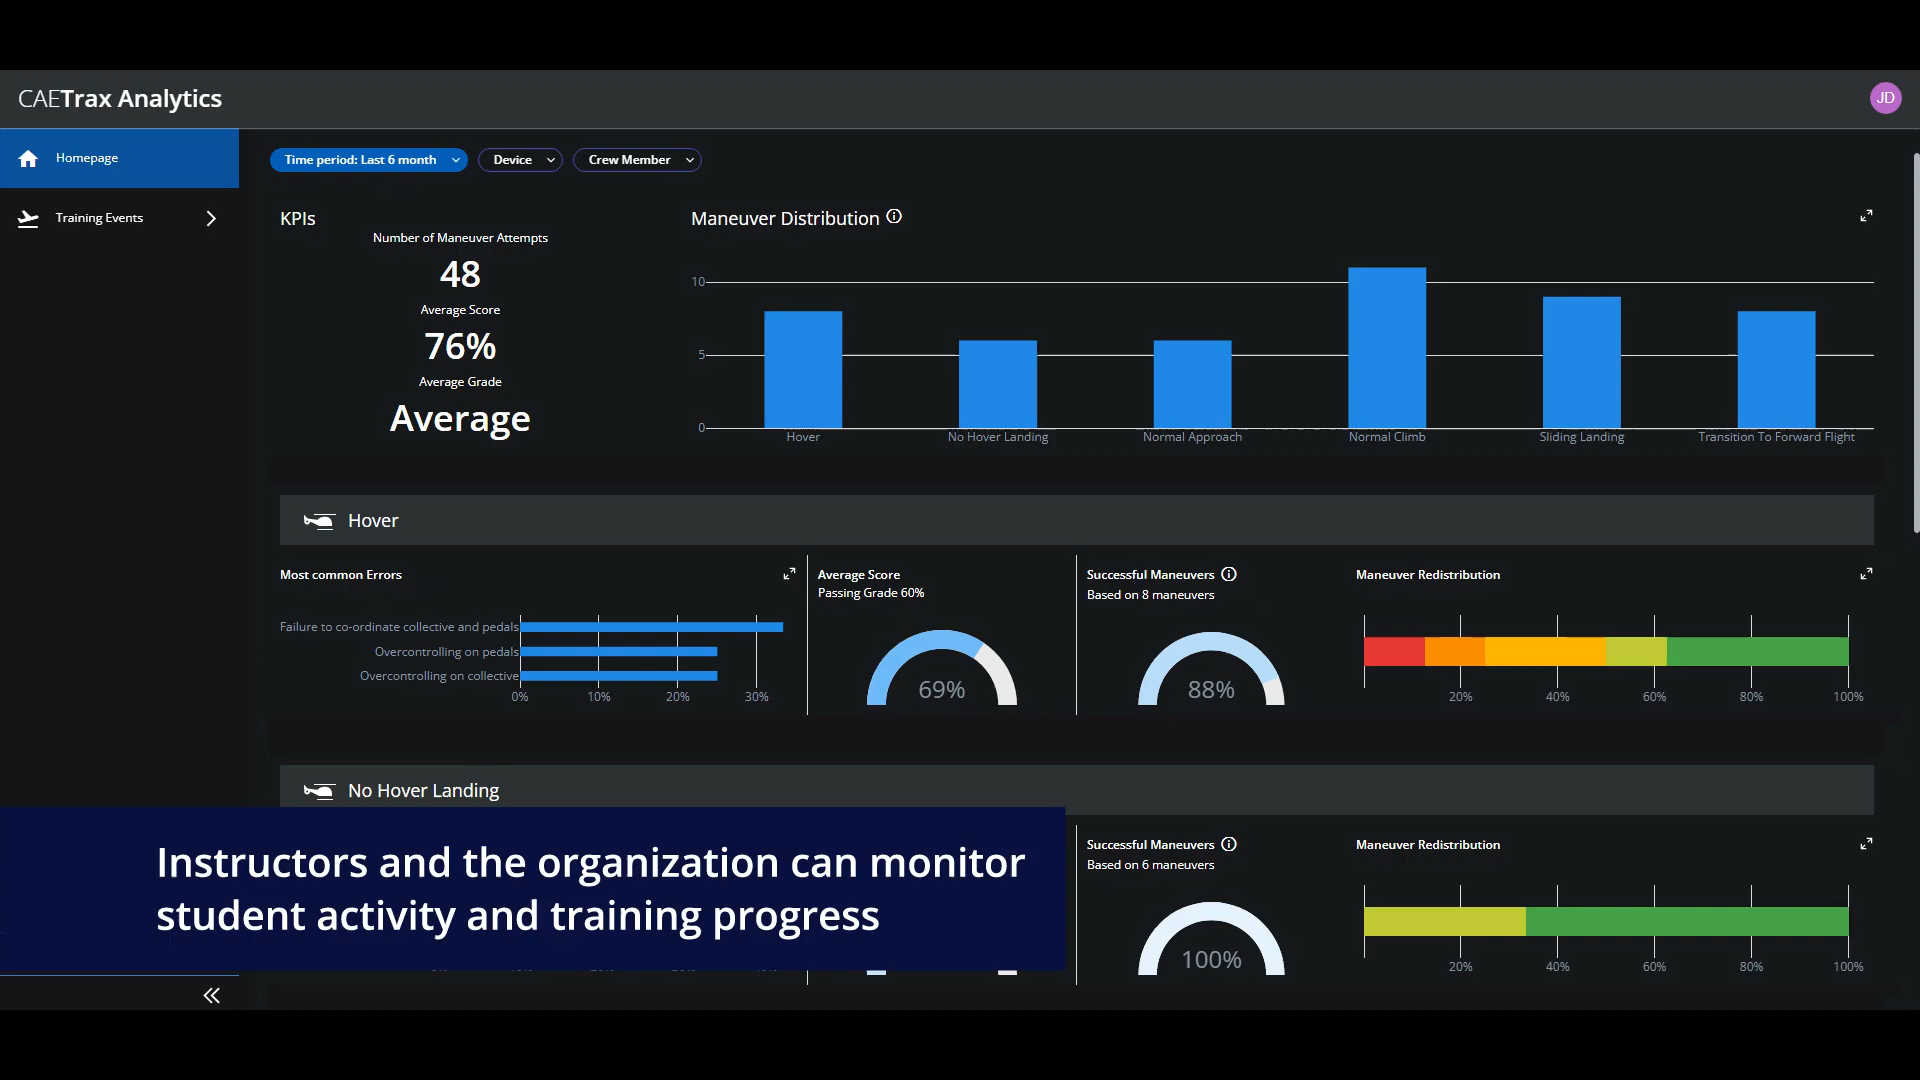 CAETrax Analytics
JD
Homepage
Training Events
Time period: Last 6 month
Device
Crew Member
KPIs
Number of Maneuver Attempts
48
Average Score
76%
Average Grade
Average
Maneuver Distribution
10
5
0
Hover
No Hover Landing
Normal Approach
Normal Climb
Sliding Landing
Transition To Forward Flight
Hover
Most common Errors
Failure to co-ordinate collective and pedals
Overcontrolling on pedals
Overcontrolling on collective
0% 10% 20% 30%
Average Score
Passing Grade 60%
69%
Successful Maneuvers
Based on 8 maneuvers
88%
Maneuver Redistribution
20% 40% 60% 80% 100%
No Hover Landing
Instructors and the organization can monitor
student activity and training progress
Successful Maneuvers
Based on 6 maneuvers
100%
Maneuver Redistribution
20% 40% 60% 80% 100%